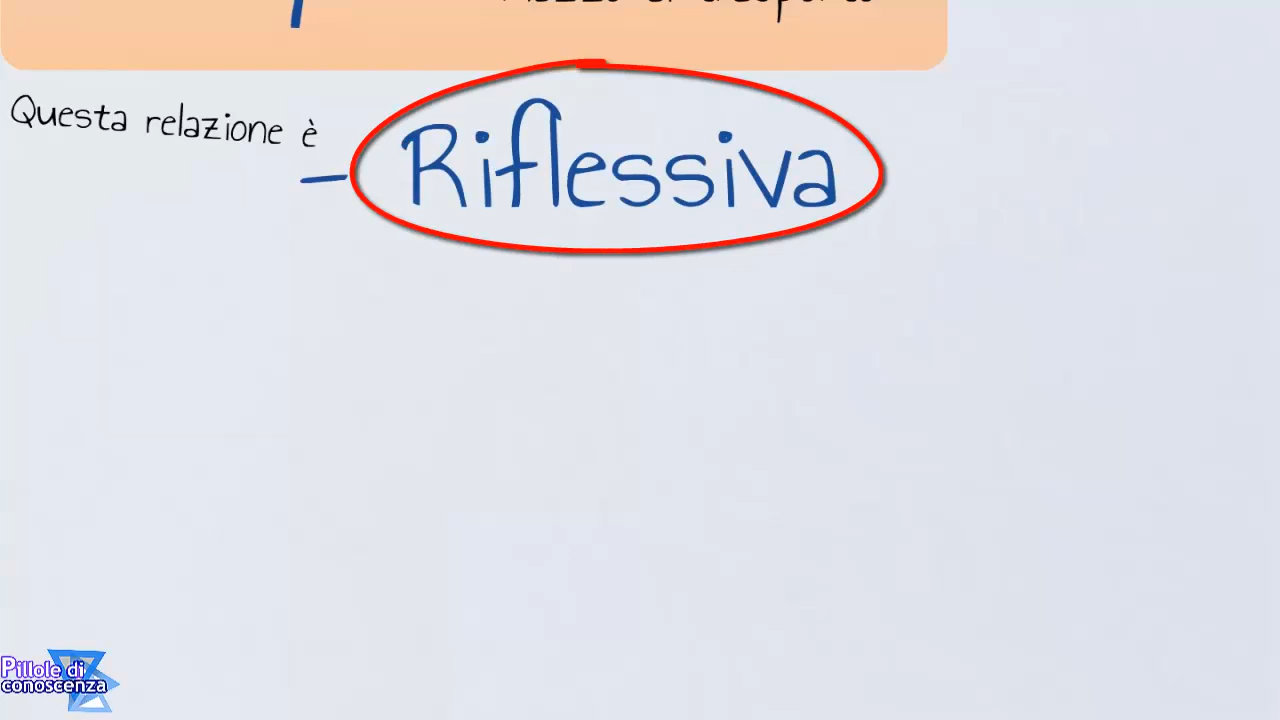 Questa relazione è
– Riflessiva
Pillole di
conoscenza